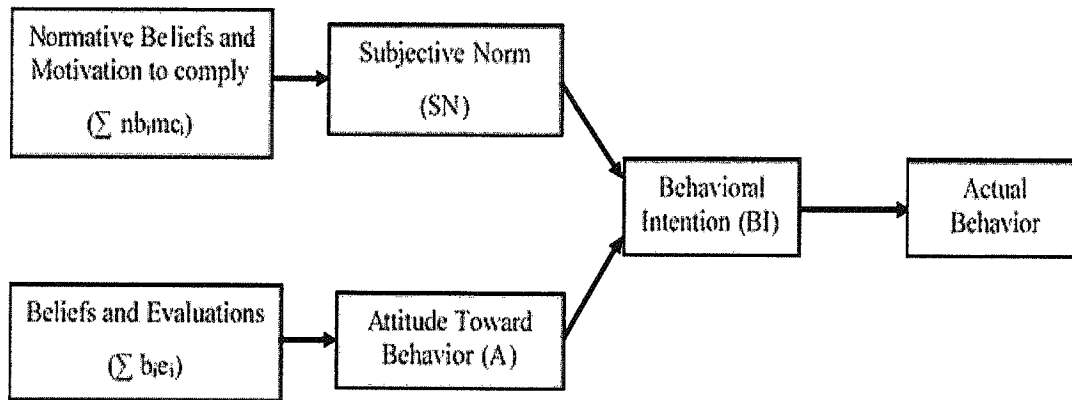 Normative Beliefs and
Motivation to comply
(∑ nbᵢmcᵢ)
Subjective Norm
(SN)
Behavioral
Intention (BI)
Actual
Behavior
Beliefs and Evaluations
(∑ bᵢeᵢ)
Attitude Toward
Behavior (A)